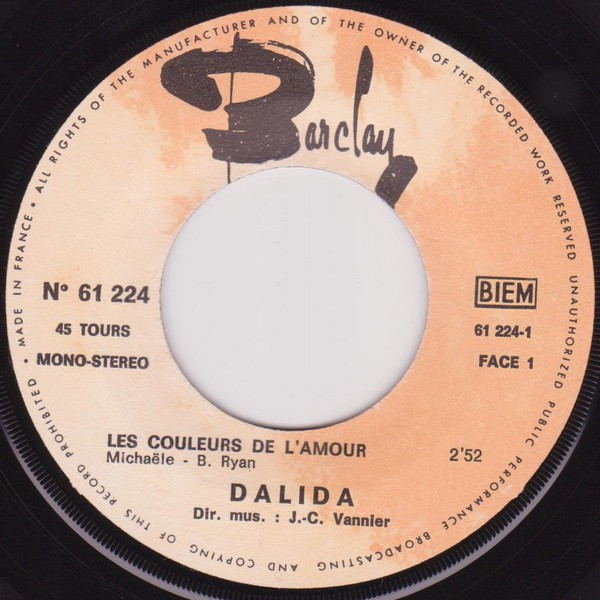 • MADE IN FRANCE • ALL RIGHTS OF THE MANUFACTURER AND OF THE OWNER OF THE RECORDED WORK RESERVED UNAUTHORIZED PUBLIC PERFORMANCE BROADCASTING AND COPYING OF THIS RECORD PROHIBITED
Barclay
N° 61 224
BIEM
45 TOURS
61 224-1
MONO-STEREO
FACE 1
LES COULEURS DE L'AMOUR
Michaële - B. Ryan
2'52
DALIDA
Dir. mus. : J.-C. Vannier